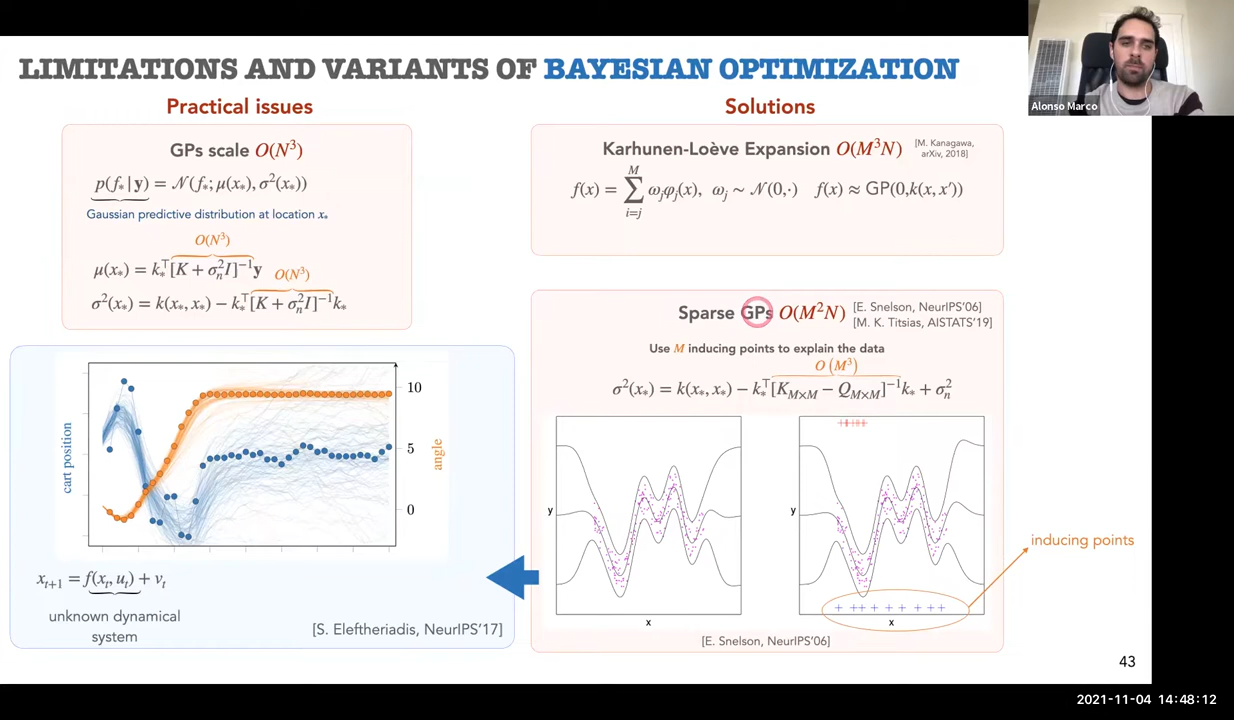 LIMITATIONS AND VARIANTS OF BAYESIAN OPTIMIZATION
Alonso Marco
Practical issues
GPs scale O(N³)
p(f* | y) = 𝒩(f*; μ(x*), σ²(x*))
Gaussian predictive distribution at location x*
O(N³)
μ(x*) = k*ᵀ[K + σₙ²I]⁻¹y
O(N³)
σ²(x*) = k(x*, x*) − k*ᵀ[K + σₙ²I]⁻¹k*
cart position
angle
10
5
0
xₜ₊₁ = f(xₜ, uₜ) + vₜ
unknown dynamical
system
[S. Eleftheriadis, NeurIPS'17]
Solutions
Karhunen-Loève Expansion O(M³N)
[M. Kanagawa,
arXiv, 2018]
M
f(x) = ∑ ωⱼφⱼ(x), ωⱼ ∼ 𝒩(0,·) f(x) ≈ GP(0,k(x, x′))
i=j
Sparse GPs O(M²N)
[E. Snelson, NeurIPS'06]
[M. K. Titsias, AISTATS'19]
Use M inducing points to explain the data
O(M³)
σ²(x*) = k(x*, x*) − k*ᵀ[K_M×M − Q_M×M]⁻¹k* + σₙ²
y
x
y
x
inducing points
[E. Snelson, NeurIPS'06]
43
2021-11-04 14:48:12